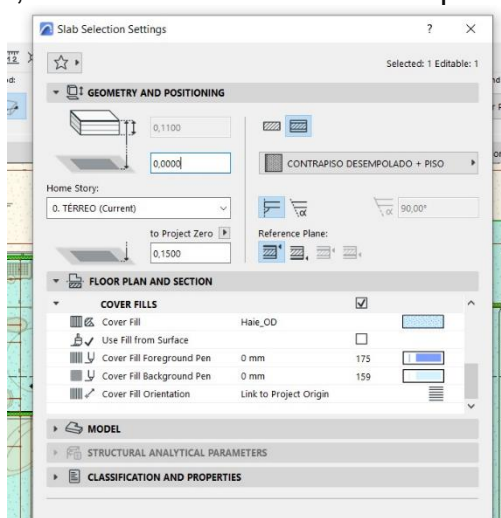 Slab Selection Settings ? X
Selected: 1 Editable: 1
GEOMETRY AND POSITIONING
0,1100
0,0000
CONTRAPISO DESEMPOLADO + PISO
Home Story:
0. TÉRREO (Current)
α α 90,00°
to Project Zero
Reference Plane:
0,1500
FLOOR PLAN AND SECTION
COVER FILLS
Cover Fill Haie_OD
Use Fill from Surface
Cover Fill Foreground Pen 0 mm 175
Cover Fill Background Pen 0 mm 159
Cover Fill Orientation Link to Project Origin
MODEL
STRUCTURAL ANALYTICAL PARAMETERS
CLASSIFICATION AND PROPERTIES